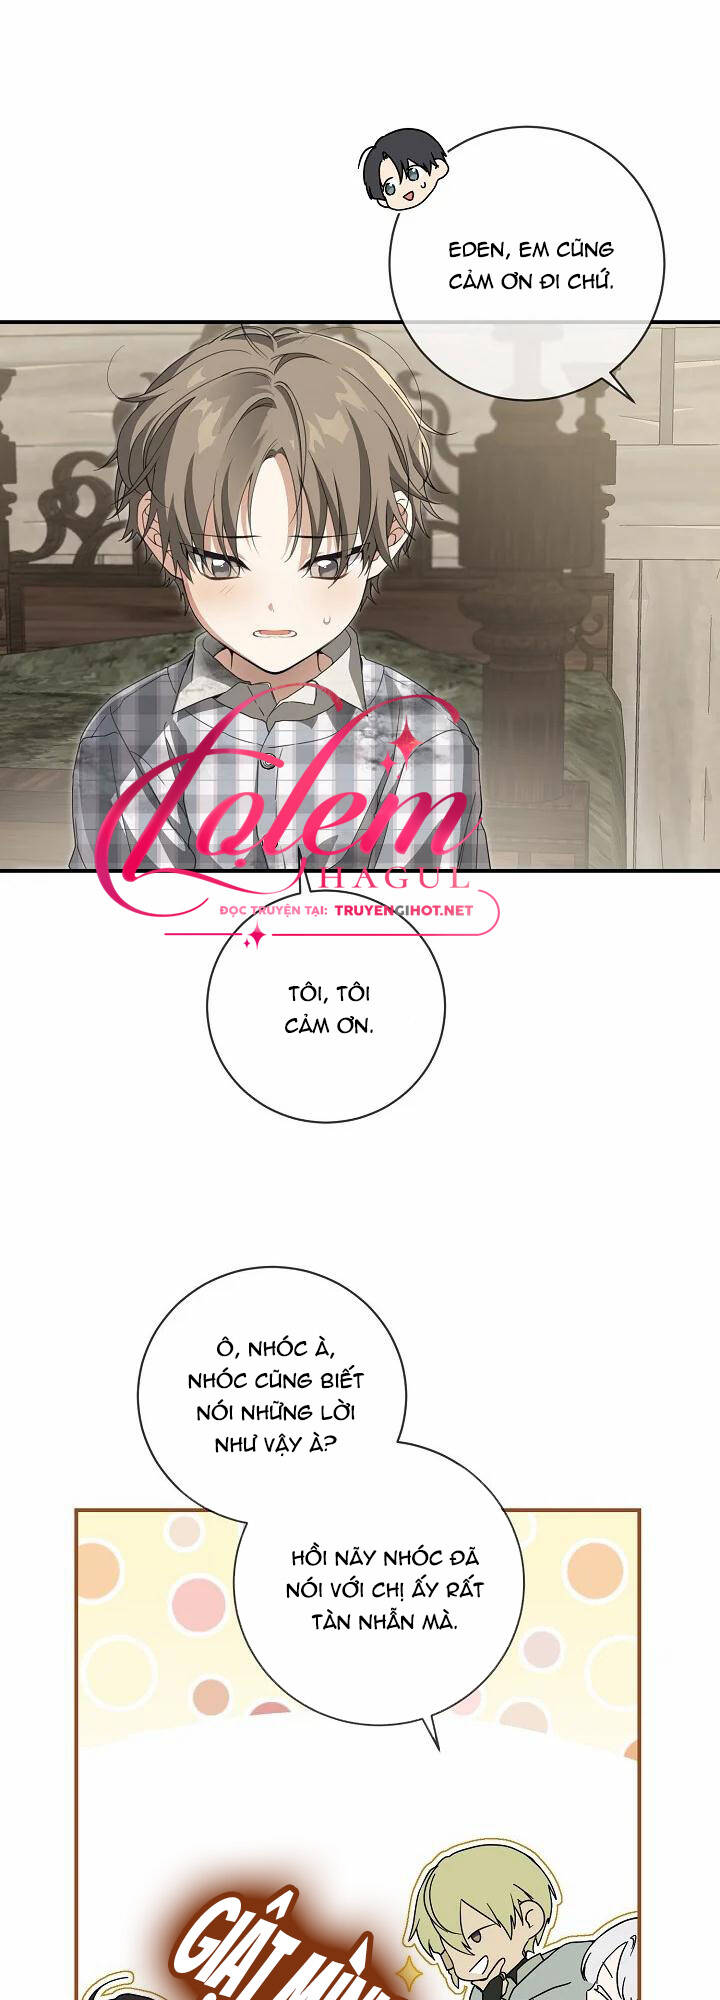 EDEN, EM CŨNG
CẢM ƠN ĐI CHỨ.
Lolem
HAGUL
ĐỌC TRUYỆN TẠI: TRUYENGIHOT.NET
TÔI, TÔI
CẢM ƠN.
Ô, NHÓC À,
NHÓC CŨNG BIẾT
NÓI NHỮNG LỜI
NHƯ VẬY À?
HỒI NÃY NHÓC ĐÃ
NÓI VỚI CHỊ ẤY RẤT
TÀN NHẪN MÀ.
GIẬT MÌNH